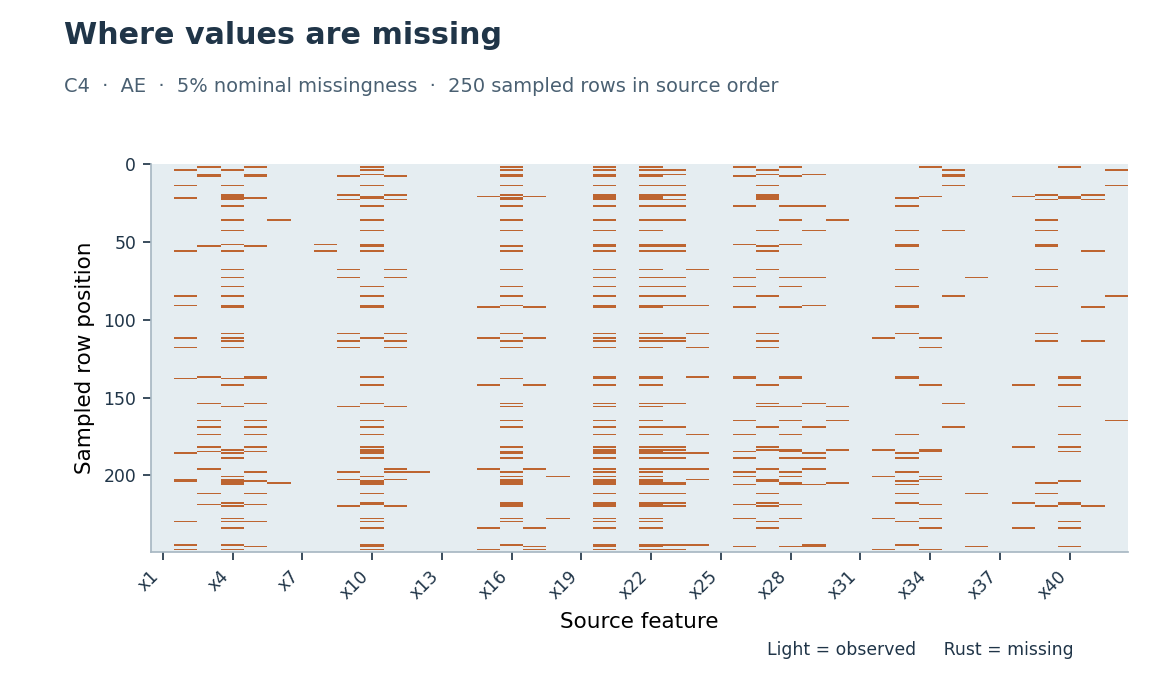 Where values are missing
C4 · AE · 5% nominal missingness · 250 sampled rows in source order
0
50
100
150
200
Sampled row position
x1 x4 x7 x10 x13 x16 x19 x22 x25 x28 x31 x34 x37 x40
Source feature
Light = observed Rust = missing